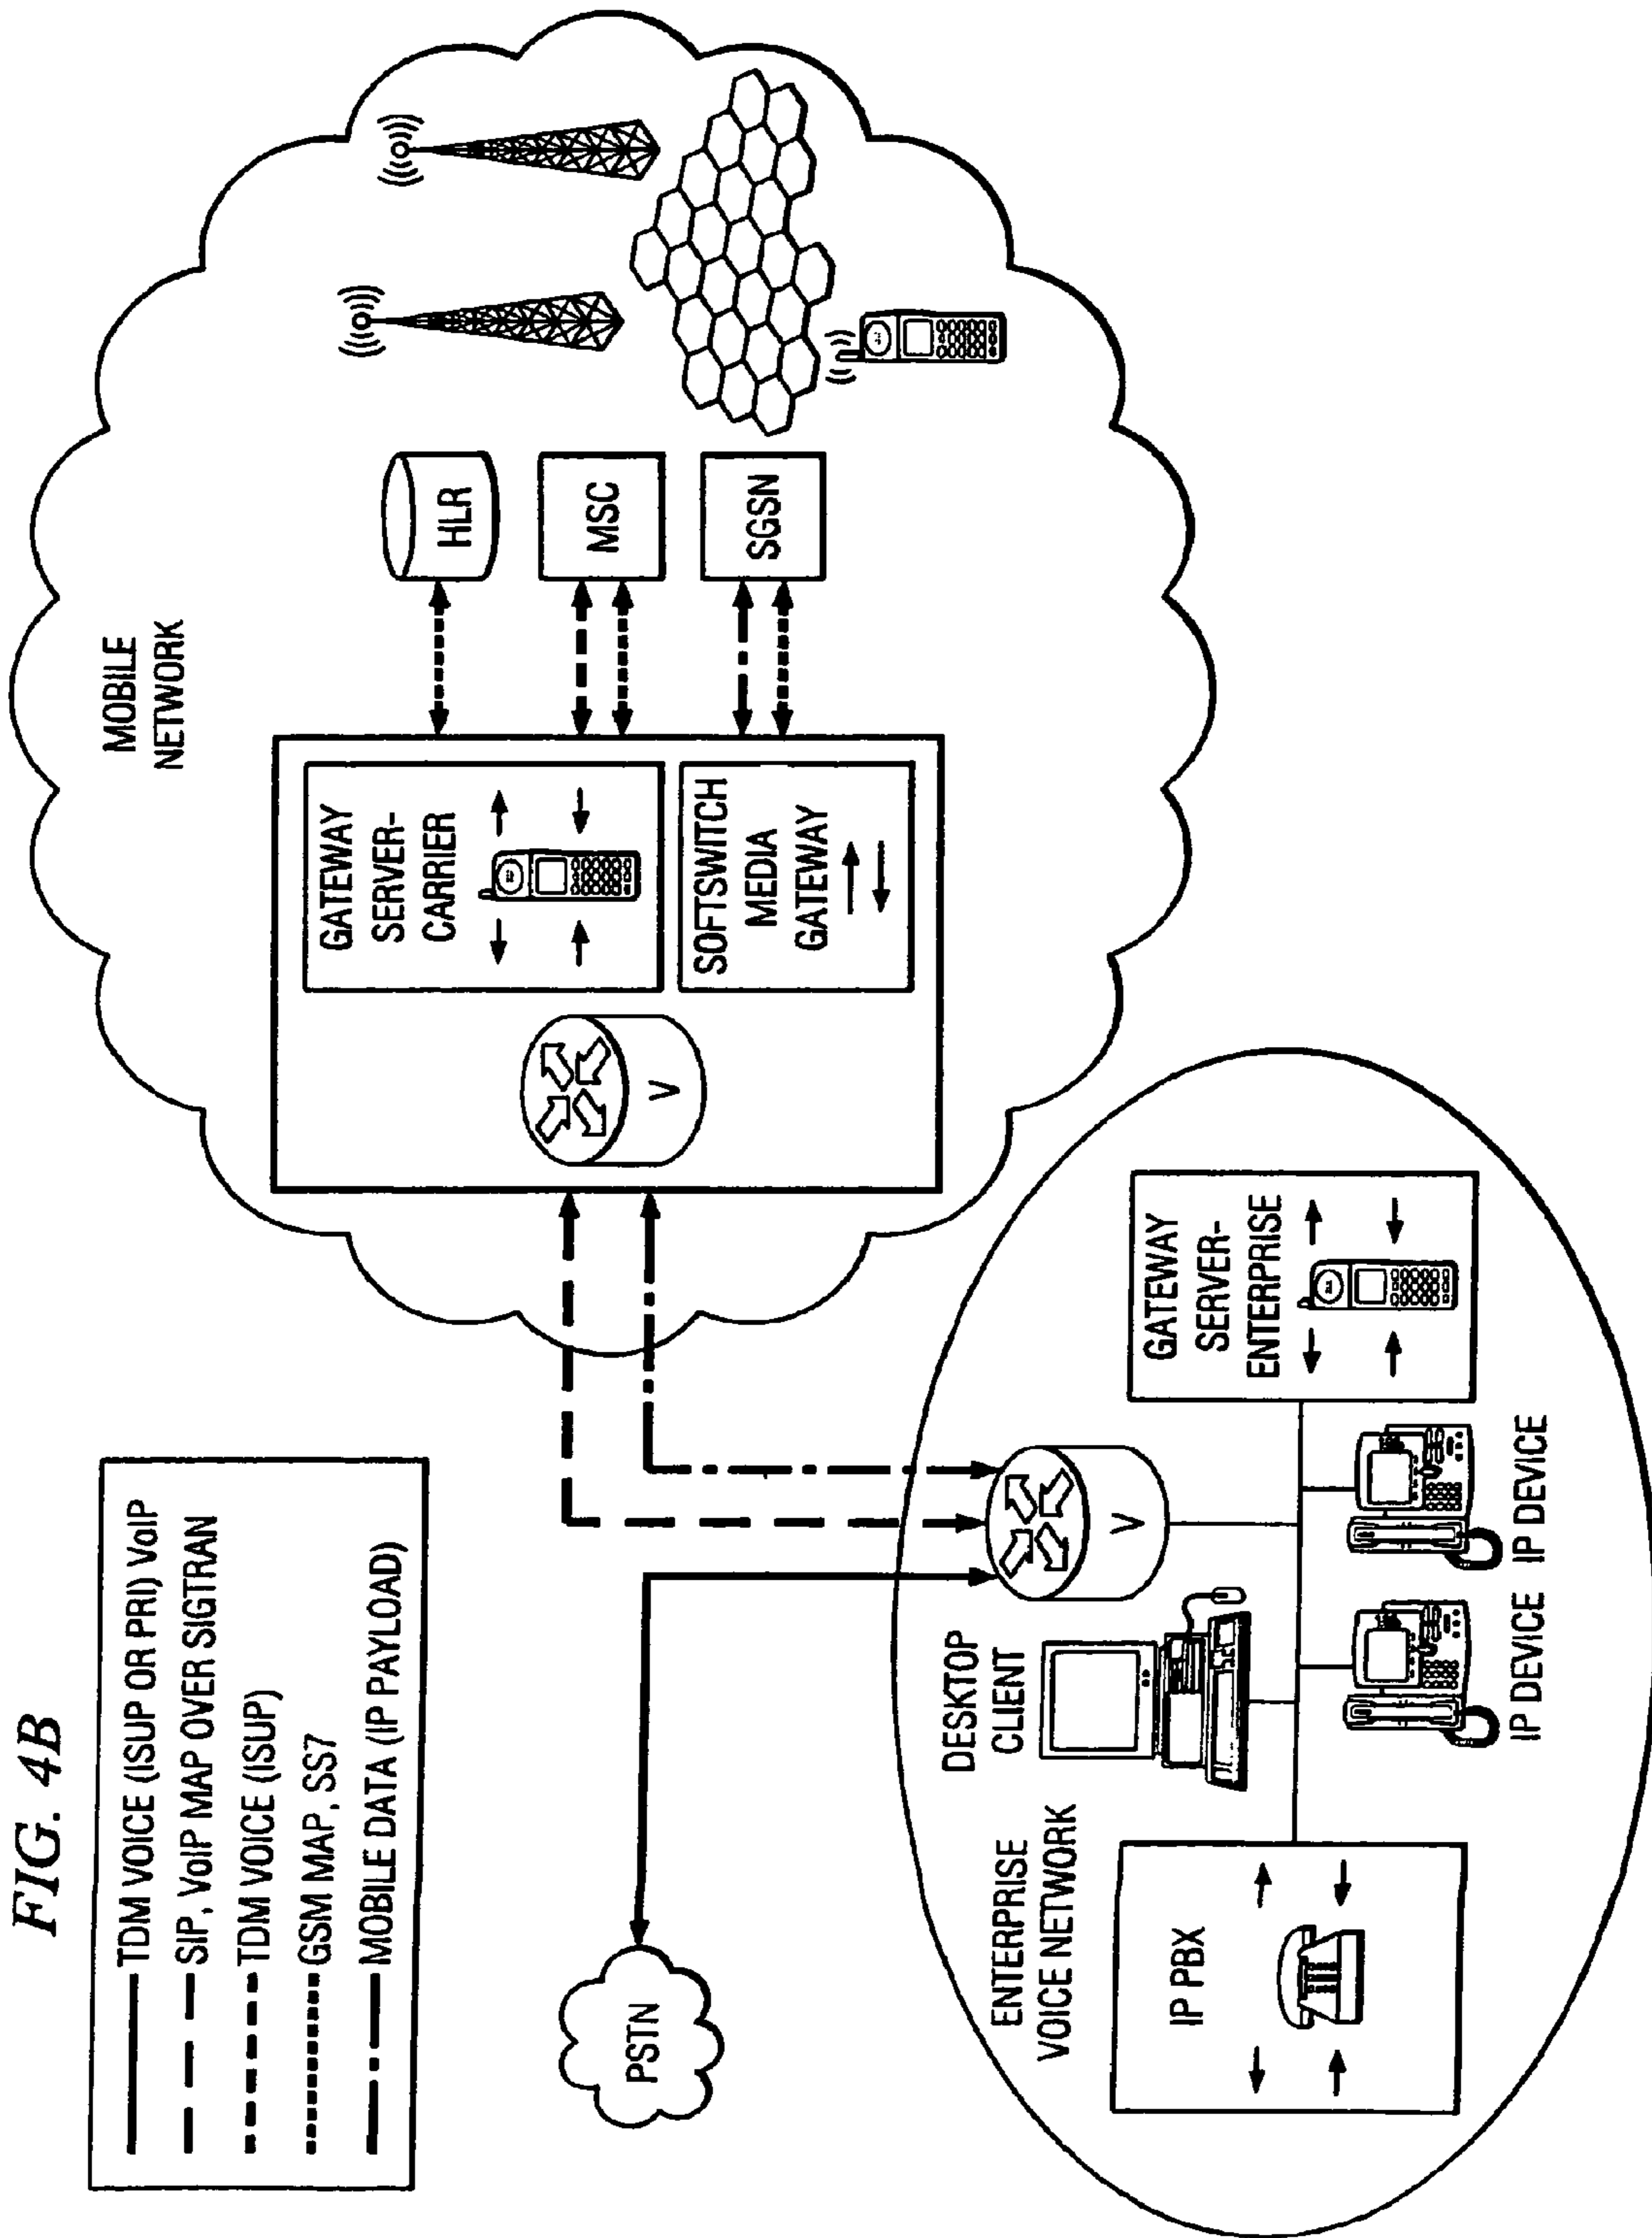 FIG. 4B
TDM VOICE (ISUP OR PRI) VoIP
SIP, VoIP MAP OVER SIGTRAN
TDM VOICE (ISUP)
GSM MAP, SS7
MOBILE DATA (IP PAYLOAD)
MOBILE
NETWORK
HLR
MSC
SGSN
GATEWAY
SERVER-
CARRIER
SOFTSWITCH
MEDIA
GATEWAY
V
PSTN
ENTERPRISE
VOICE NETWORK
DESKTOP
CLIENT
V
GATEWAY
SERVER-
ENTERPRISE
IP PBX
IP DEVICE
IP DEVICE